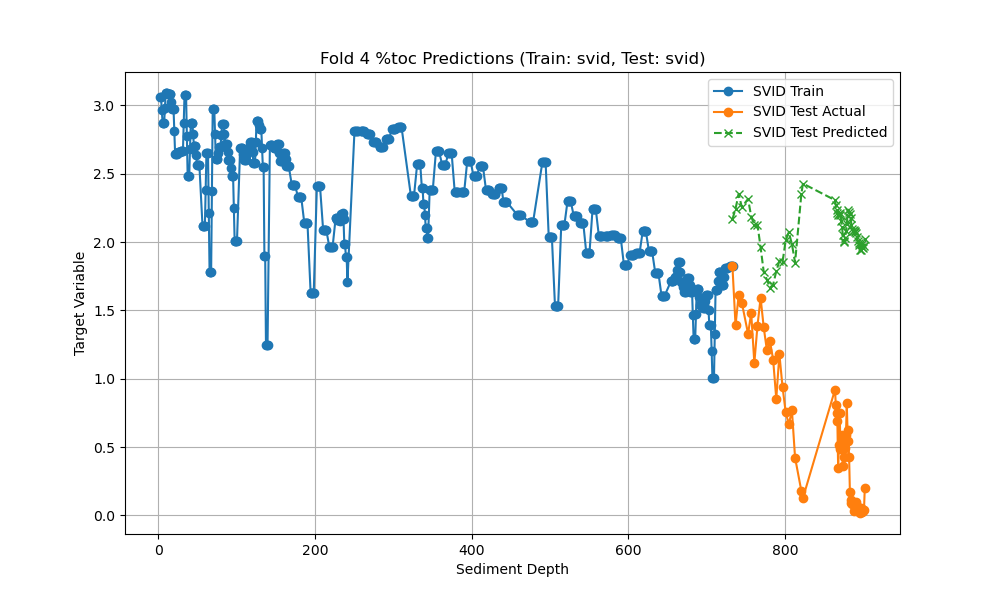 Fold 4 %toc Predictions (Train: svid, Test: svid)
SVID Train
SVID Test Actual
SVID Test Predicted
Target Variable
3.0
2.5
2.0
1.5
1.0
0.5
0.0
0 200 400 600 800
Sediment Depth